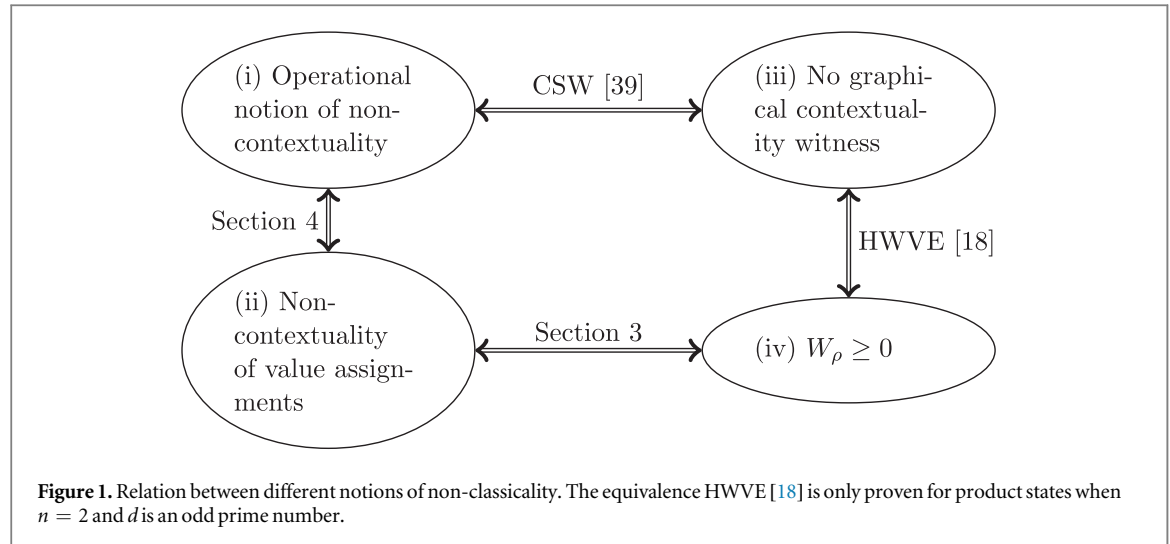 (i) Operational
notion of non-
contextuality
CSW [39]
(iii) No graphi-
cal contextual-
ity witness
Section 4
HWVE [18]
(ii) Non-
contextuality
of value assign-
ments
Section 3
(iv) Wρ ≥ 0
Figure 1. Relation between different notions of non-classicality. The equivalence HWVE [18] is only proven for product states when
n = 2 and d is an odd prime number.